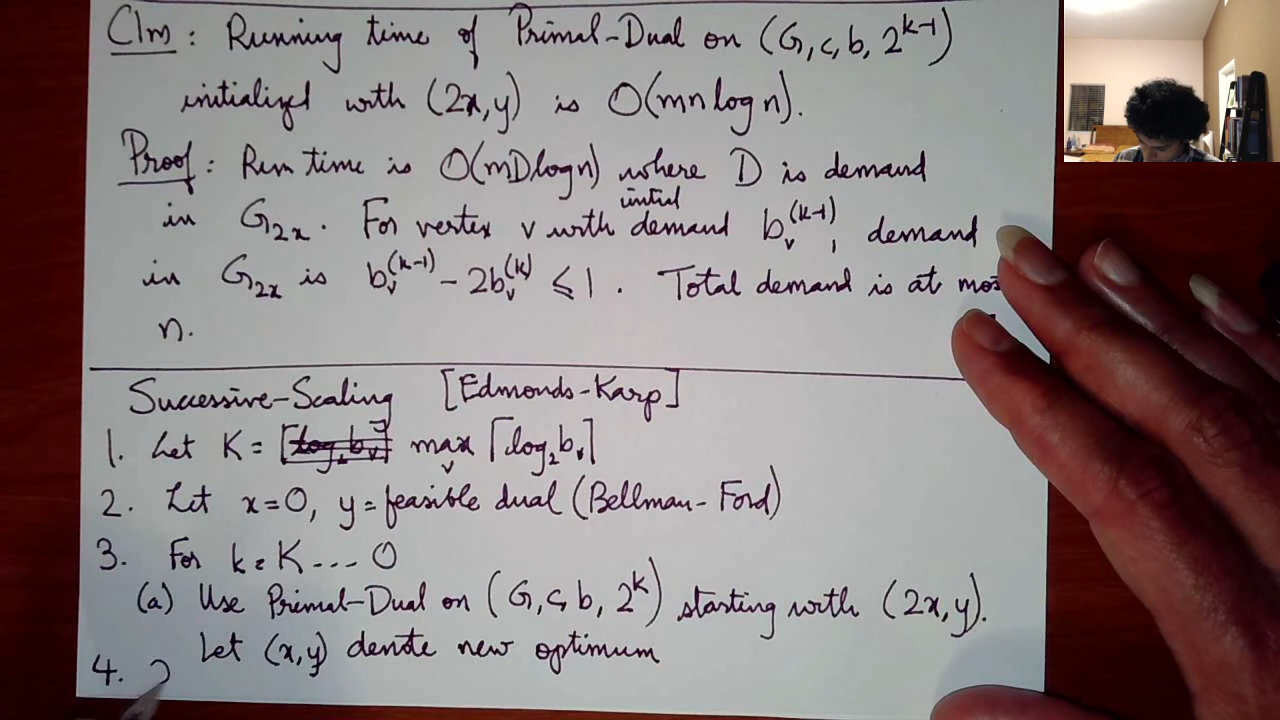 Clm: Running time of Primal-Dual on (G, c, b, 2^{k-1})
initialized with (2x, y) is O(mn log n).
Proof: Run time is O(mD log n) where D is demand
in G_{2x}. For vertex v with initial demand b_v^{(k-1)}, demand
in G_{2x} is b_v^{(k-1)} - 2b_v^{(k)} ≤ 1. Total demand is at mos
n.
Successive-Scaling [Edmonds-Karp]
1. Let K = max_v ⌈log_2 b_v⌉
2. Let x = 0, y = feasible dual (Bellman-Ford)
3. For k = K ... 0
(a) Use Primal-Dual on (G, c, b, 2^k) starting with (2x, y).
Let (x, y) denote new optimum
4.